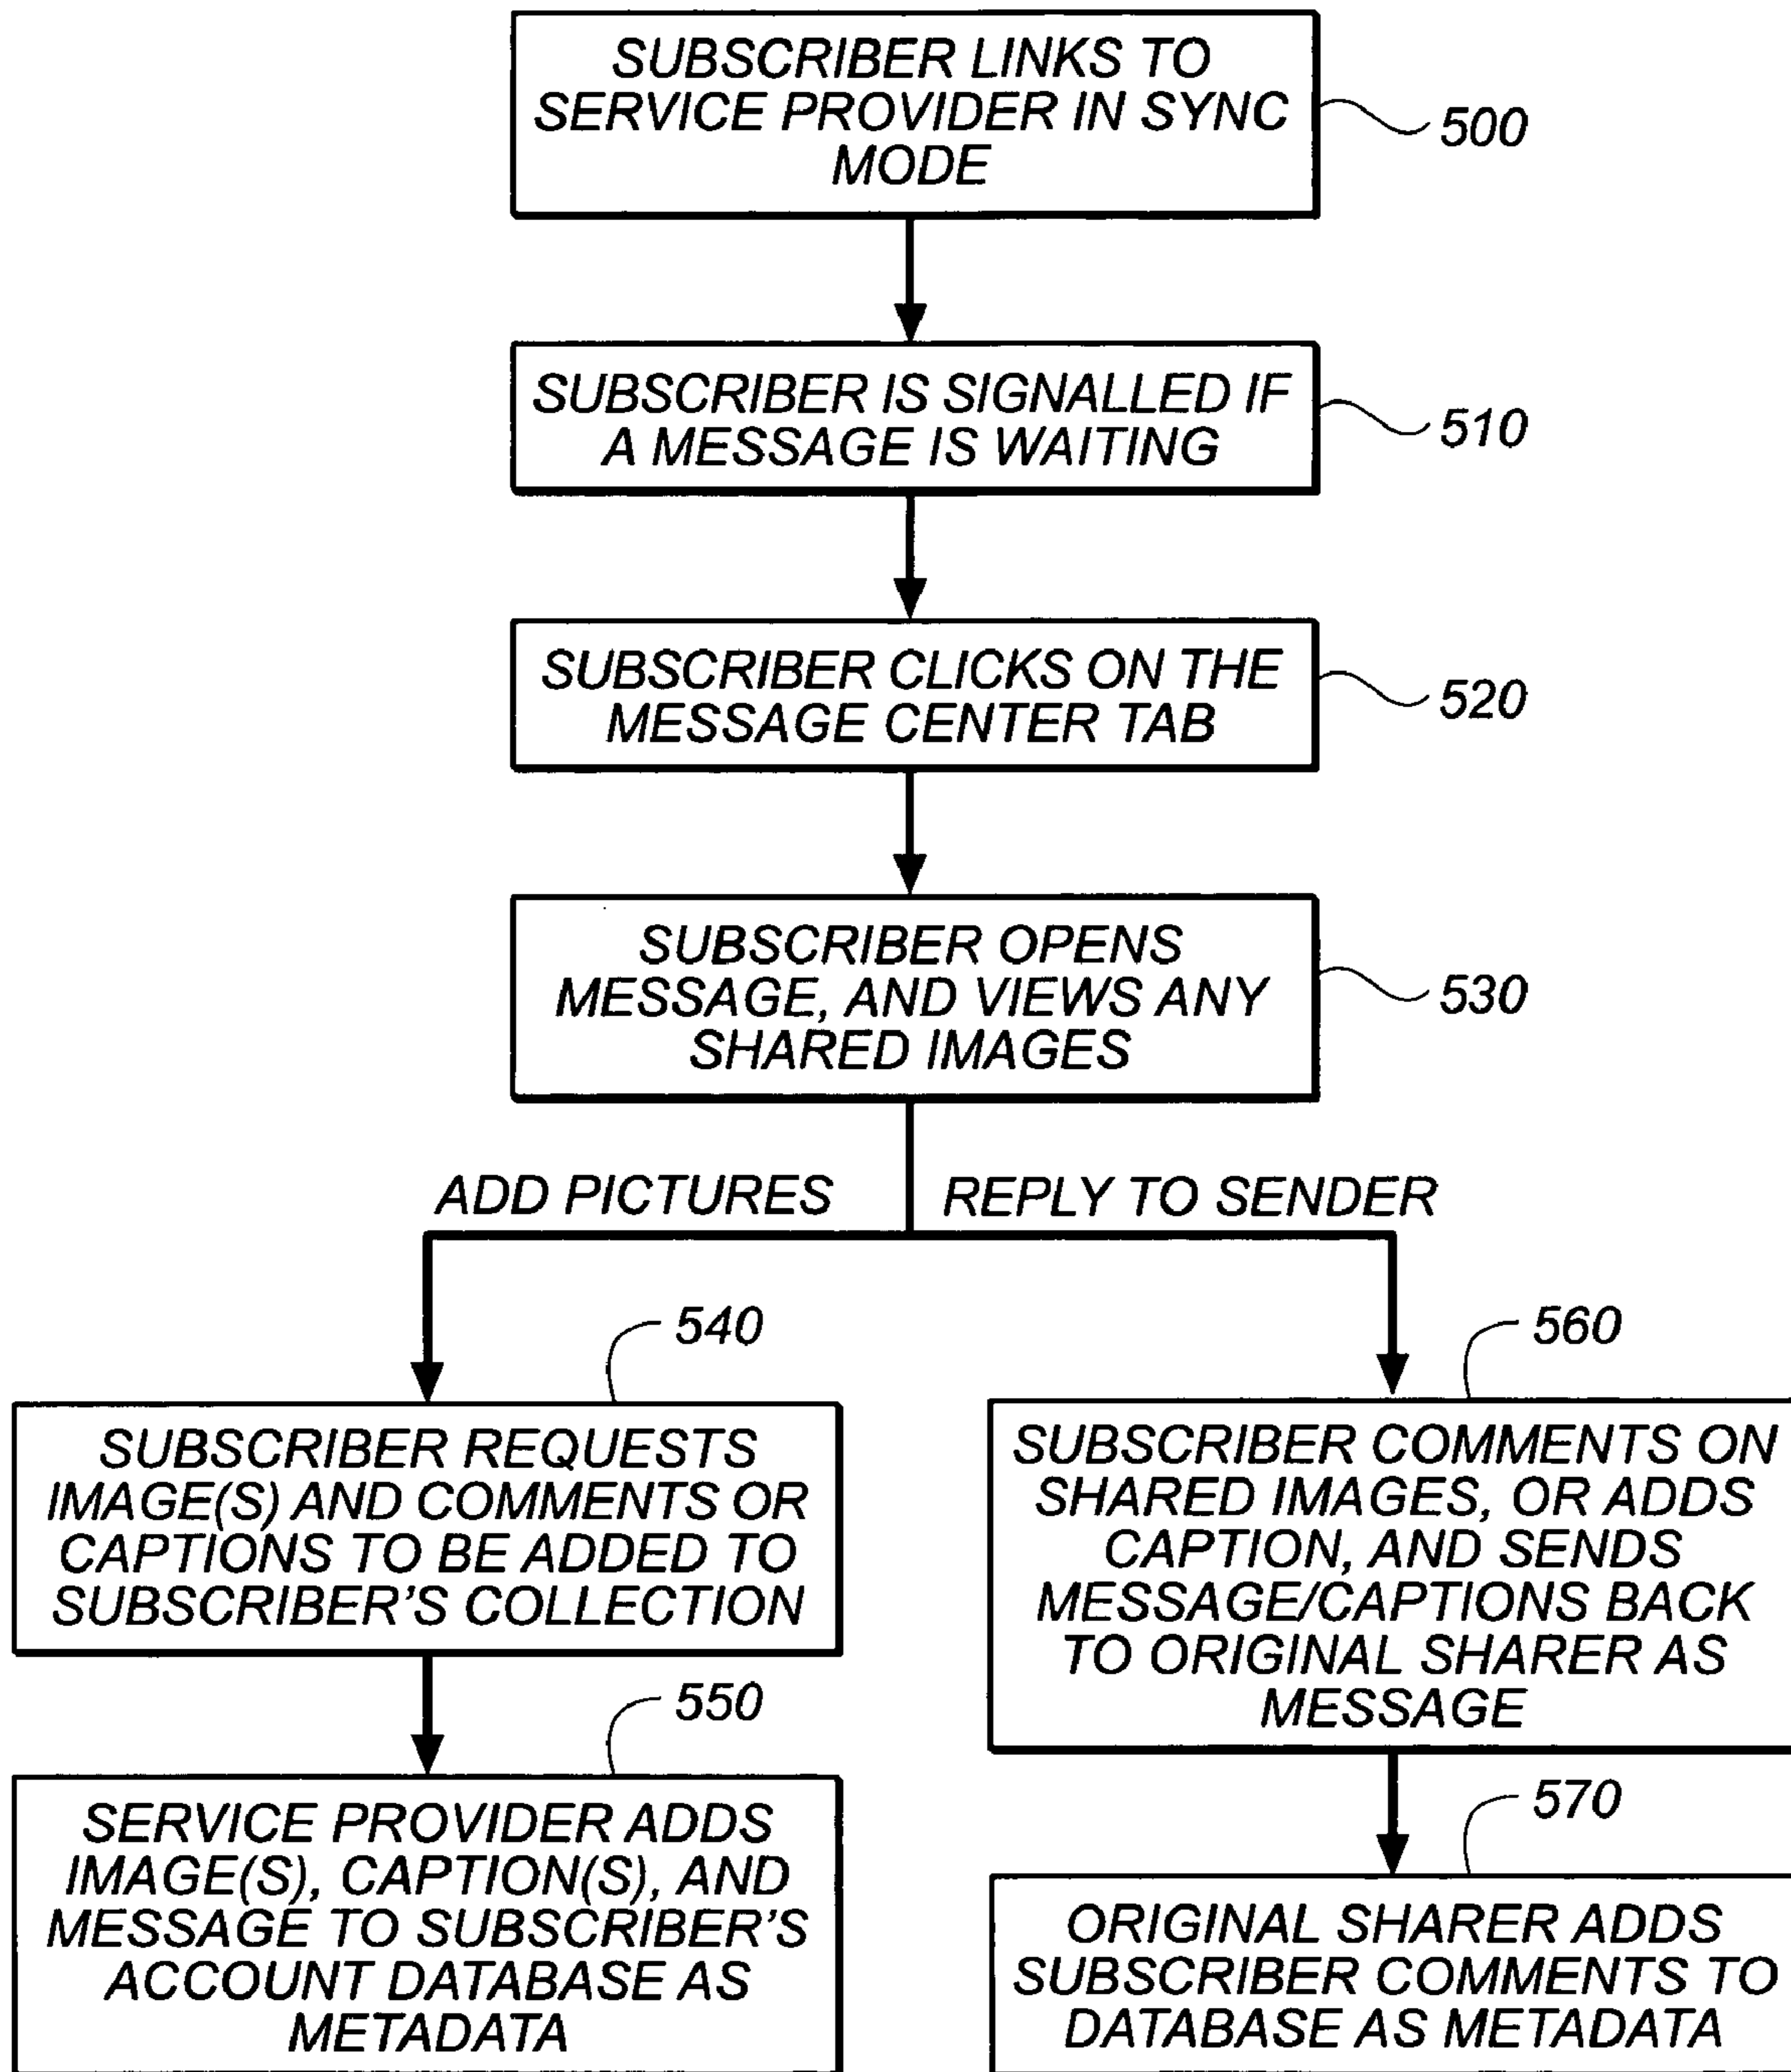 SUBSCRIBER LINKS TO
SERVICE PROVIDER IN SYNC
MODE
500
SUBSCRIBER IS SIGNALLED IF
A MESSAGE IS WAITING
510
SUBSCRIBER CLICKS ON THE
MESSAGE CENTER TAB
520
SUBSCRIBER OPENS
MESSAGE, AND VIEWS ANY
SHARED IMAGES
530
ADD PICTURES
REPLY TO SENDER
540
SUBSCRIBER REQUESTS
IMAGE(S) AND COMMENTS OR
CAPTIONS TO BE ADDED TO
SUBSCRIBER'S COLLECTION
550
SERVICE PROVIDER ADDS
IMAGE(S), CAPTION(S), AND
MESSAGE TO SUBSCRIBER'S
ACCOUNT DATABASE AS
METADATA
560
SUBSCRIBER COMMENTS ON
SHARED IMAGES, OR ADDS
CAPTION, AND SENDS
MESSAGE/CAPTIONS BACK
TO ORIGINAL SHARER AS
MESSAGE
570
ORIGINAL SHARER ADDS
SUBSCRIBER COMMENTS TO
DATABASE AS METADATA